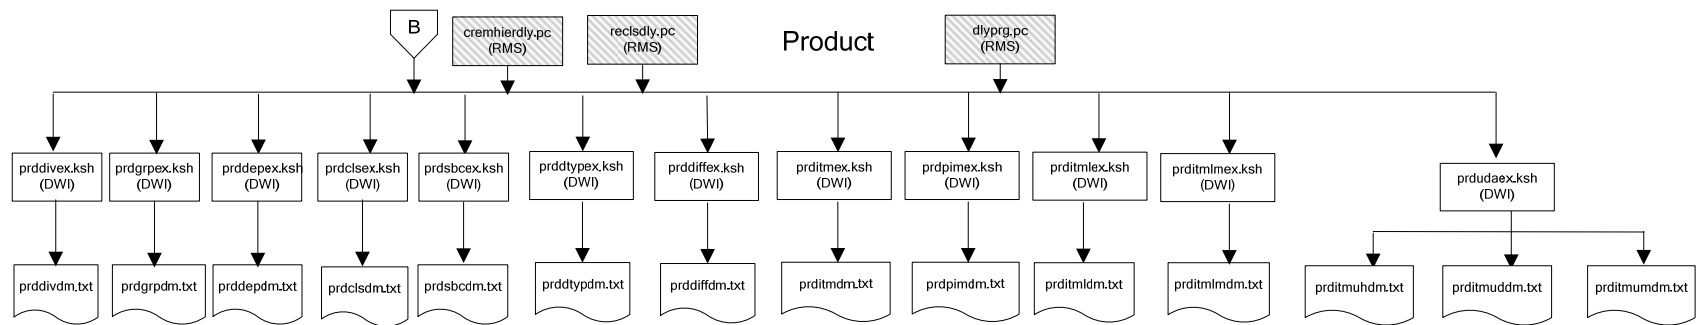 B
cremhierdly.pc
(RMS)
reclsdly.pc
(RMS)
Product
dlyprg.pc
(RMS)
prddivex.ksh
(DWI)
prdgrpex.ksh
(DWI)
prddepex.ksh
(DWI)
prdclsex.ksh
(DWI)
prdsbcex.ksh
(DWI)
prddtypex.ksh
(DWI)
prddiffex.ksh
(DWI)
prditmex.ksh
(DWI)
prdpimex.ksh
(DWI)
prditmlex.ksh
(DWI)
prditmlmex.ksh
(DWI)
prdudaex.ksh
(DWI)
prddivdm.txt
prdgrpdm.txt
prddepdm.txt
prdclsdm.txt
prdsbcdm.txt
prddtypdm.txt
prddiffdm.txt
prditmdm.txt
prdpimdm.txt
prditmldm.txt
prditmlmdm.txt
prditmuhdm.txt
prditmuddm.txt
prditmumdm.txt